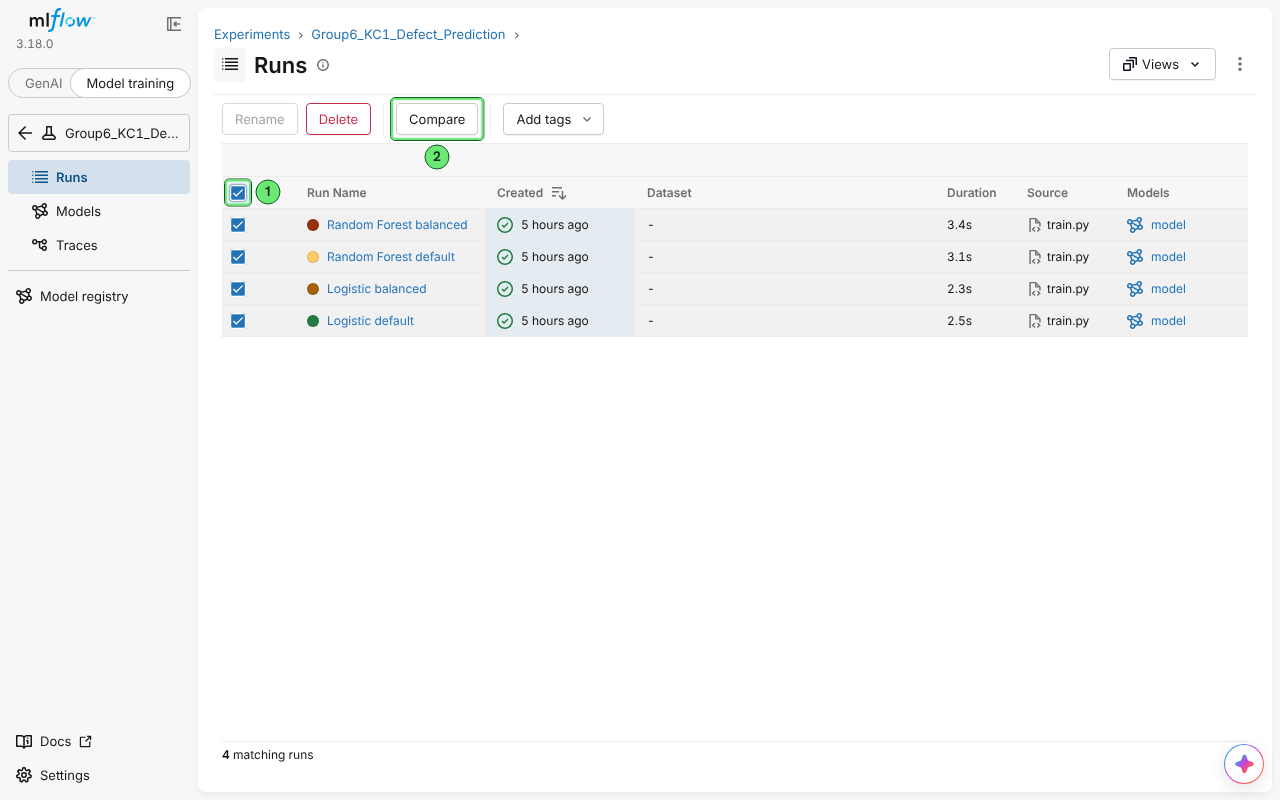 mlflow
3.18.0
GenAI Model training
Group6_KC1_De...
Runs
Models
Traces
Model registry
Docs
Settings
Experiments > Group6_KC1_Defect_Prediction >
Runs
Views
Rename Delete Compare Add tags
2
1
Run Name Created Dataset Duration Source Models
Random Forest balanced 5 hours ago - 3.4s train.py model
Random Forest default 5 hours ago - 3.1s train.py model
Logistic balanced 5 hours ago - 2.3s train.py model
Logistic default 5 hours ago - 2.5s train.py model
4 matching runs